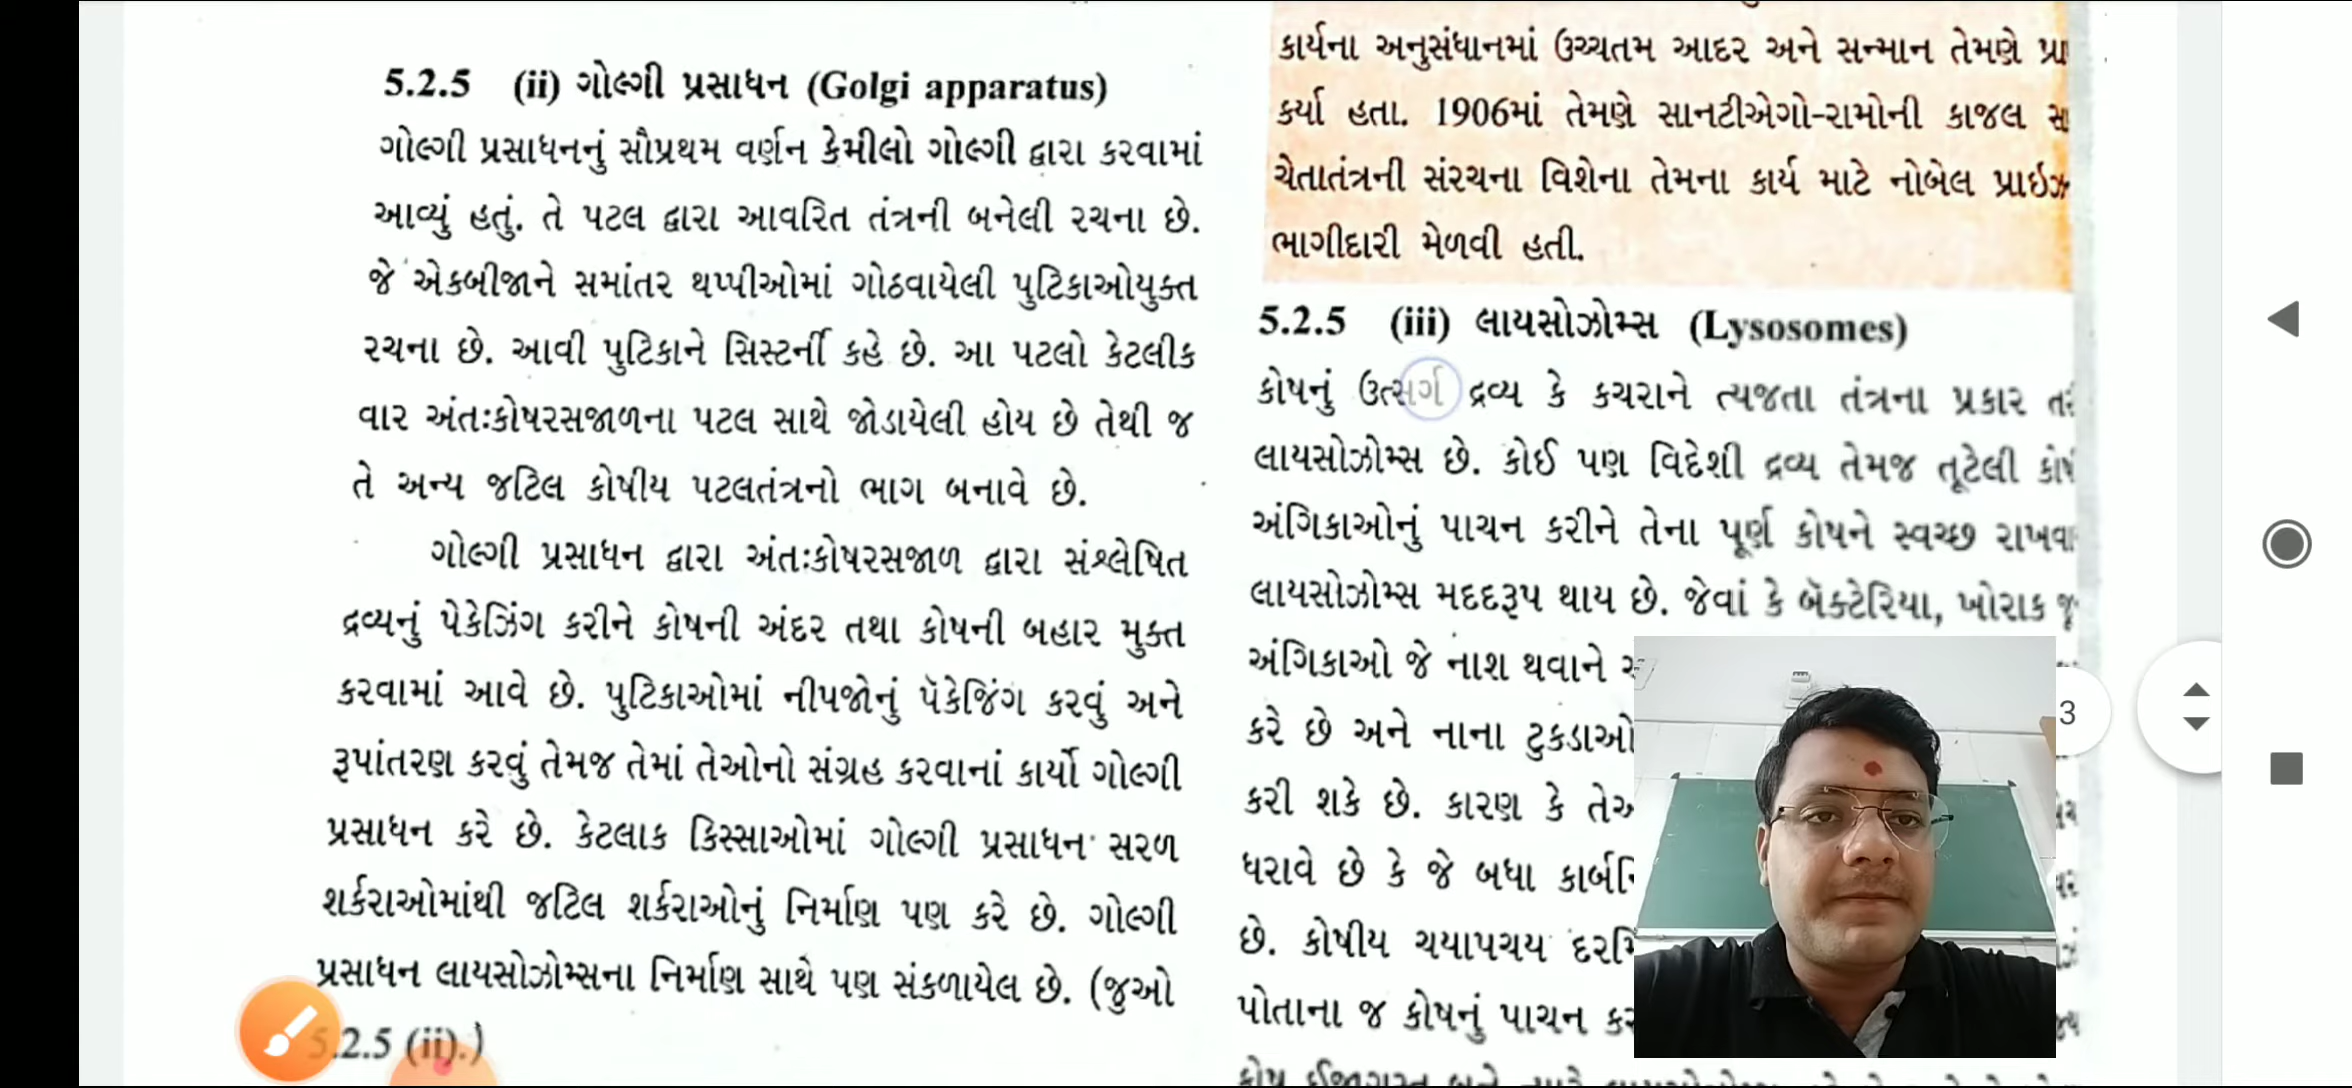 5.2.5 (ii) ગોલ્ગી પ્રસાધન (Golgi apparatus)
ગોલ્ગી પ્રસાધનનું સૌપ્રથમ વર્ણન કેમીલો ગોલ્ગી દ્વારા કરવામાં
આવ્યું હતું. તે પટલ દ્વારા આવરિત તંત્રની બનેલી રચના છે.
જે એકબીજાને સમાંતર થપ્પીઓમાં ગોઠવાયેલી પુટિકાઓયુક્ત
રચના છે. આવી પુટિકાને સિસ્ટર્ની કહે છે. આ પટલો કેટલીક
વાર અંતઃકોષરસજાળના પટલ સાથે જોડાયેલી હોય છે તેથી જ
તે અન્ય જટિલ કોષીય પટલતંત્રનો ભાગ બનાવે છે.
ગોલ્ગી પ્રસાધન દ્વારા અંતઃકોષરસજાળ દ્વારા સંશ્લેષિત
દ્રવ્યનું પેકેઝિંગ કરીને કોષની અંદર તથા કોષની બહાર મુક્ત
કરવામાં આવે છે. પુટિકાઓમાં નીપજોનું પૅકેજિંગ કરવું અને
રૂપાંતરણ કરવું તેમજ તેમાં તેઓનો સંગ્રહ કરવાનાં કાર્યો ગોલ્ગી
પ્રસાધન કરે છે. કેટલાક કિસ્સાઓમાં ગોલ્ગી પ્રસાધન સરળ
શર્કરાઓમાંથી જટિલ શર્કરાઓનું નિર્માણ પણ કરે છે. ગોલ્ગી
પ્રસાધન લાયસોઝોમ્સના નિર્માણ સાથે પણ સંકળાયેલ છે. (જુઓ
5.2.5 (ii).)
કાર્યના અનુસંધાનમાં ઉચ્ચતમ આદર અને સન્માન તેમણે
કર્યા હતા. 1906માં તેમણે સાનટીએગો-રામોની કાજલ
ચેતાતંત્રની સંરચના વિશેના તેમના કાર્ય માટે નોબેલ પ્રાઇઝ
ભાગીદારી મેળવી હતી.
5.2.5 (iii) લાયસોઝોમ્સ (Lysosomes)
કોષનું ઉત્સર્ગ દ્રવ્ય કે કચરાને ત્યજતા તંત્રના પ્રકાર
લાયસોઝોમ્સ છે. કોઈ પણ વિદેશી દ્રવ્ય તેમજ તૂટેલી
અંગિકાઓનું પાચન કરીને તેના પૂર્ણ કોષને સ્વચ્છ રાખવા
લાયસોઝોમ્સ મદદરૂપ થાય છે. જેવાં કે બૅક્ટેરિયા, ખોરાક
અંગિકાઓ જે નાશ થવાને
કરે છે અને નાના ટુકડાઓ
કરી શકે છે. કારણ કે
ધરાવે છે કે જે બધા
છે. કોષીય ચયાપચય
પોતાના જ કોષનું પાચન
3